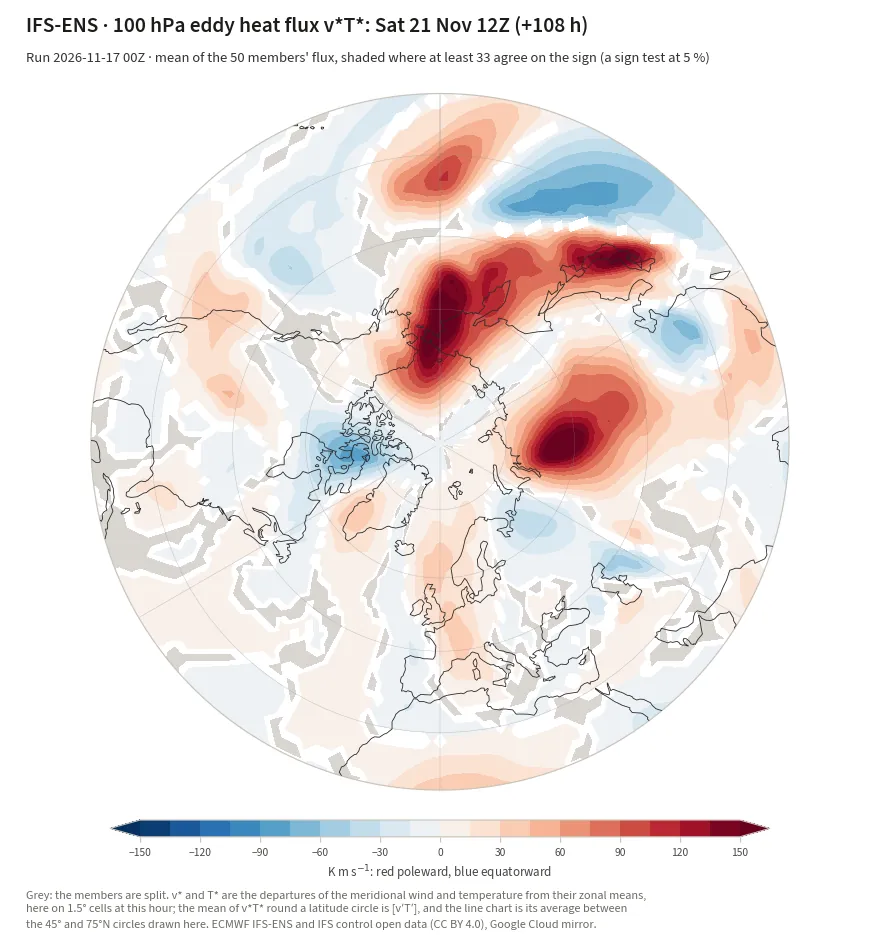 IFS-ENS · 100 hPa eddy heat flux v*T*: Sat 21 Nov 12Z (+108 h)
Run 2026-11-17 00Z · mean of the 50 members' flux, shaded where at least 33 agree on the sign (a sign test at 5 %)
−150 −120 −90 −60 −30 0 30 60 90 120 150
K m s⁻¹: red poleward, blue equatorward
Grey: the members are split. v* and T* are the departures of the meridional wind and temperature from their zonal means,
here on 1.5° cells at this hour; the mean of v*T* round a latitude circle is [v′T′], and the line chart is its average between
the 45° and 75°N circles drawn here. ECMWF IFS-ENS and IFS control open data (CC BY 4.0), Google Cloud mirror.